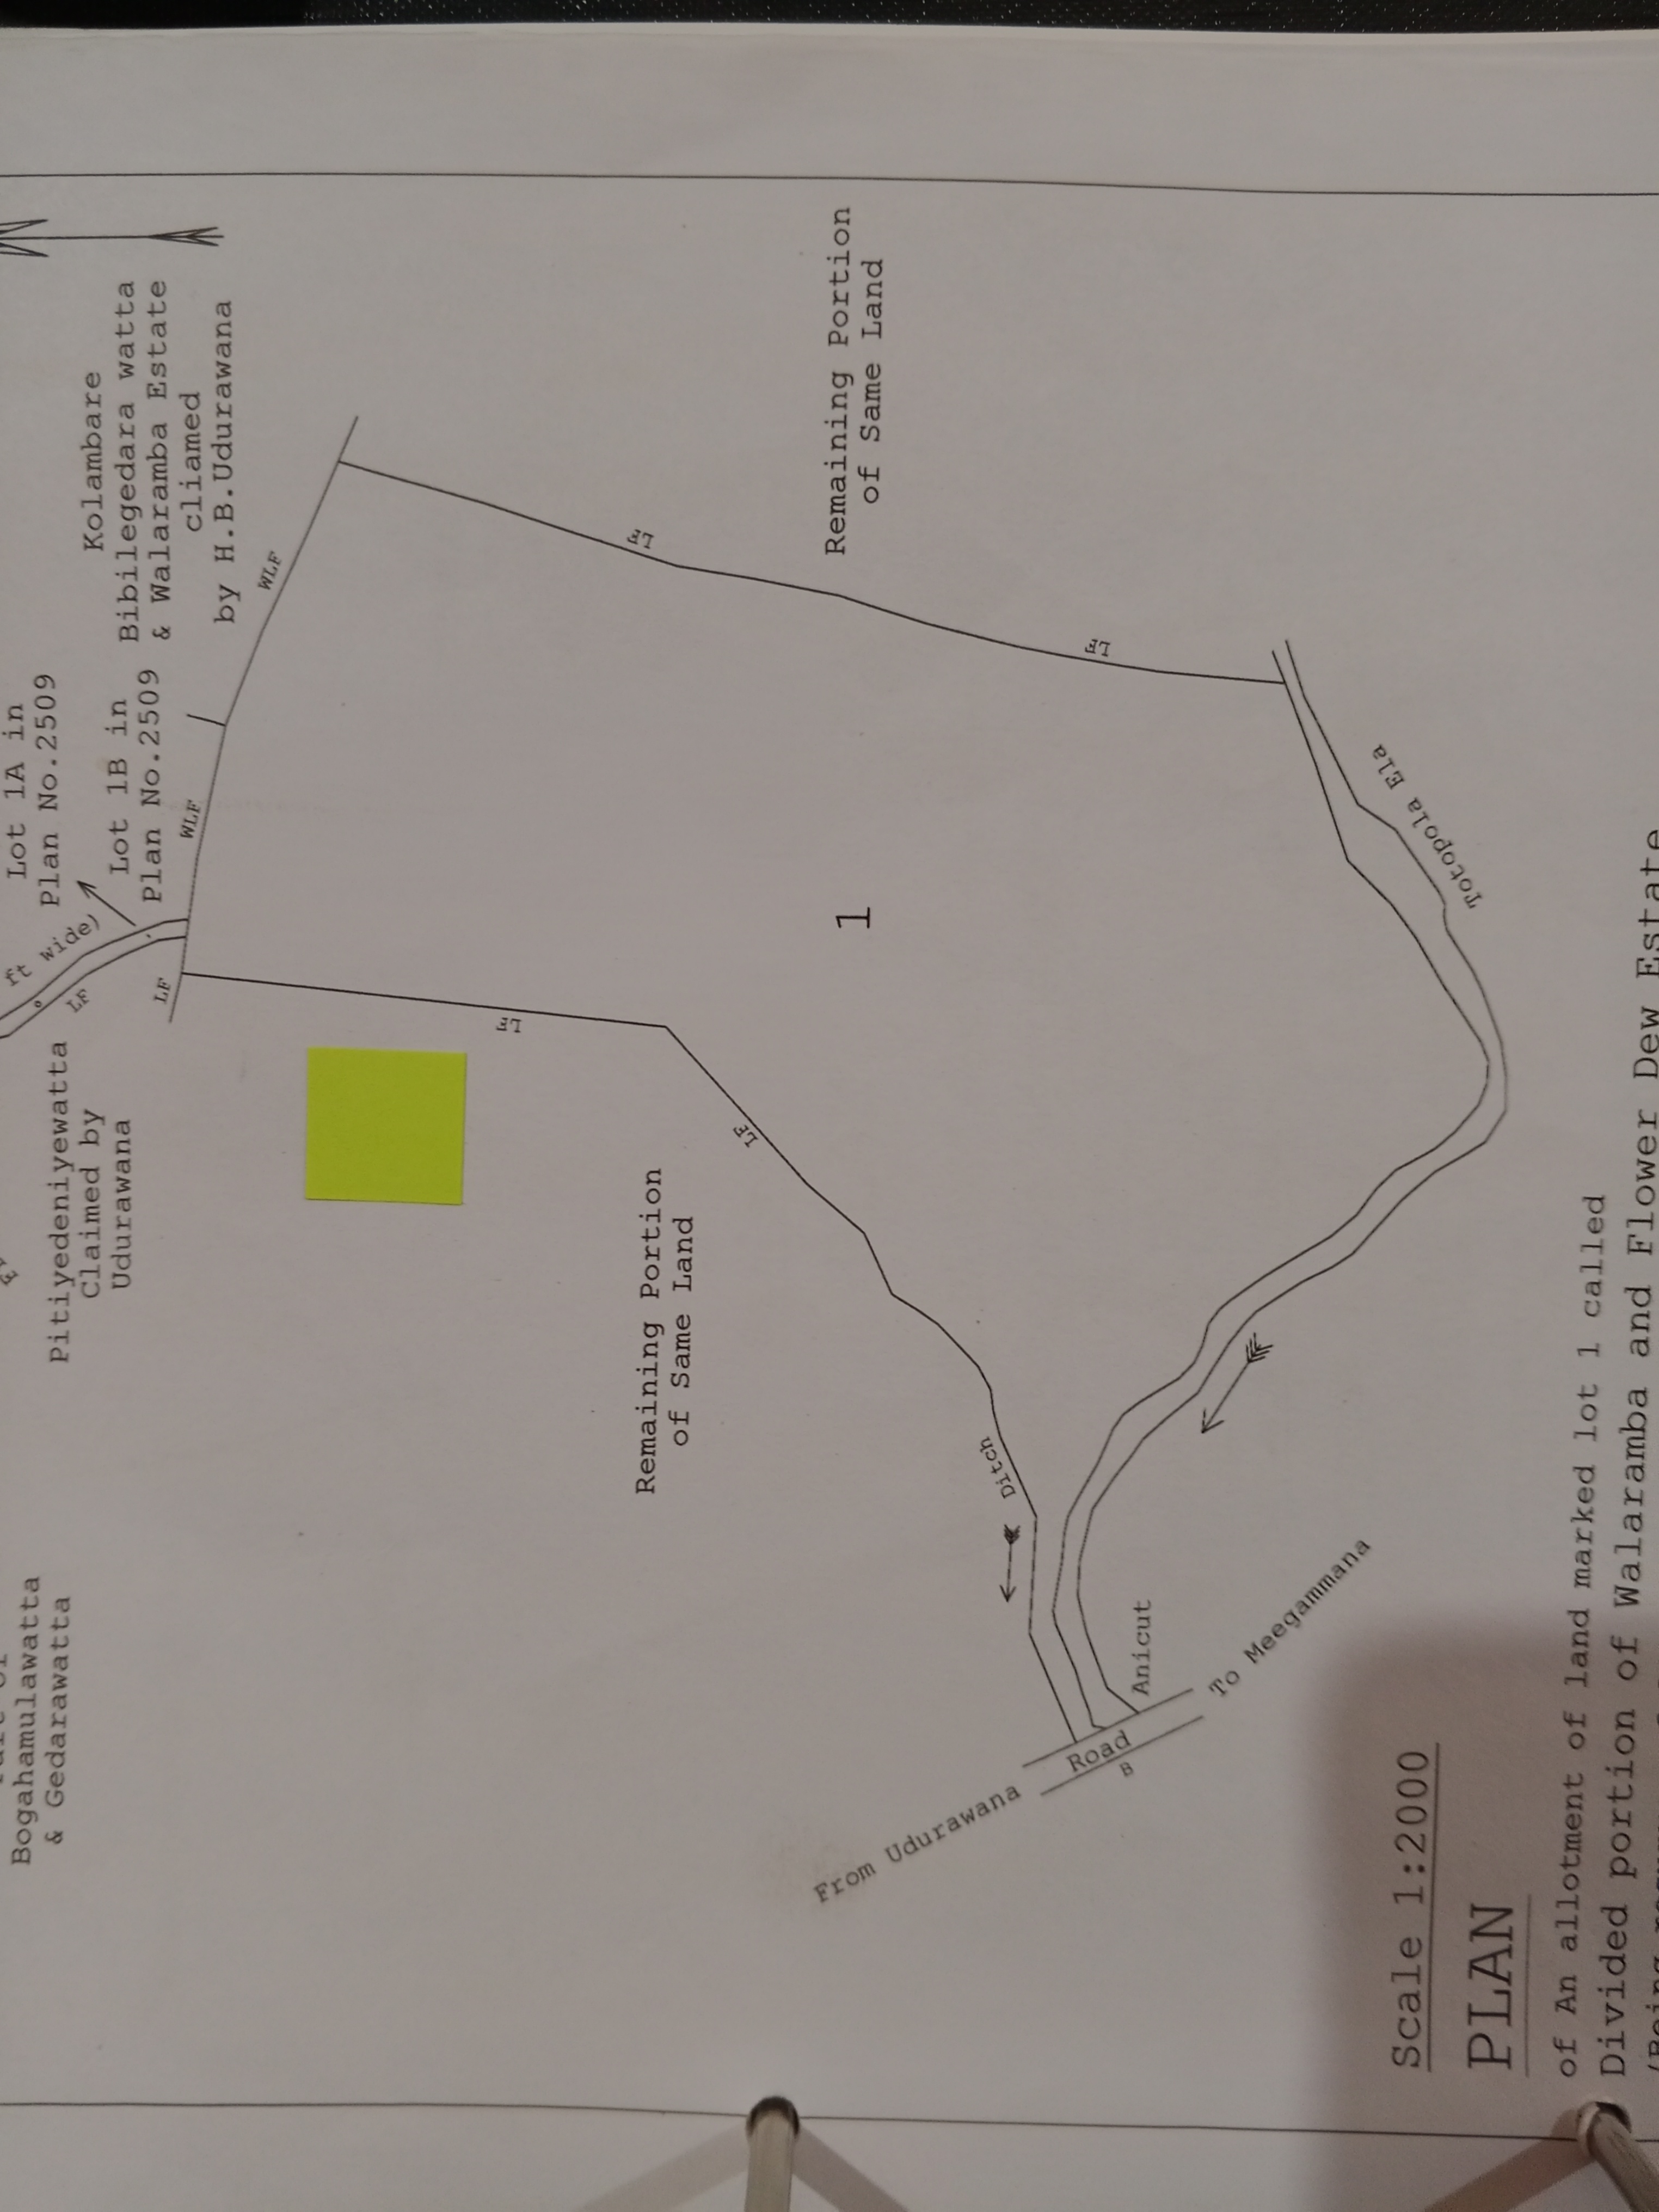 Lot 1A in
Plan No.2509
ft wide)
LF
Lot 1B in
Plan No.2509
Kolambare
Bibilegedara watta
& Walaramba Estate
cliamed
by H.B.Udurawana
Bogahamulawatta
& Gedarawatta
Pitiyedeniyewatta
Claimed by
Udurawana
LF
WLF
WLF
LF
LF
LF
LF
Remaining Portion
of Same Land
1
Remaining Portion
of Same Land
Ditch
Totopola Ela
From Udurawana
Road
B
Anicut
To Meegammana
Scale 1:2000
PLAN
of An allotment of land marked lot 1 called
Divided portion of Walaramba and Flower Dew Estate